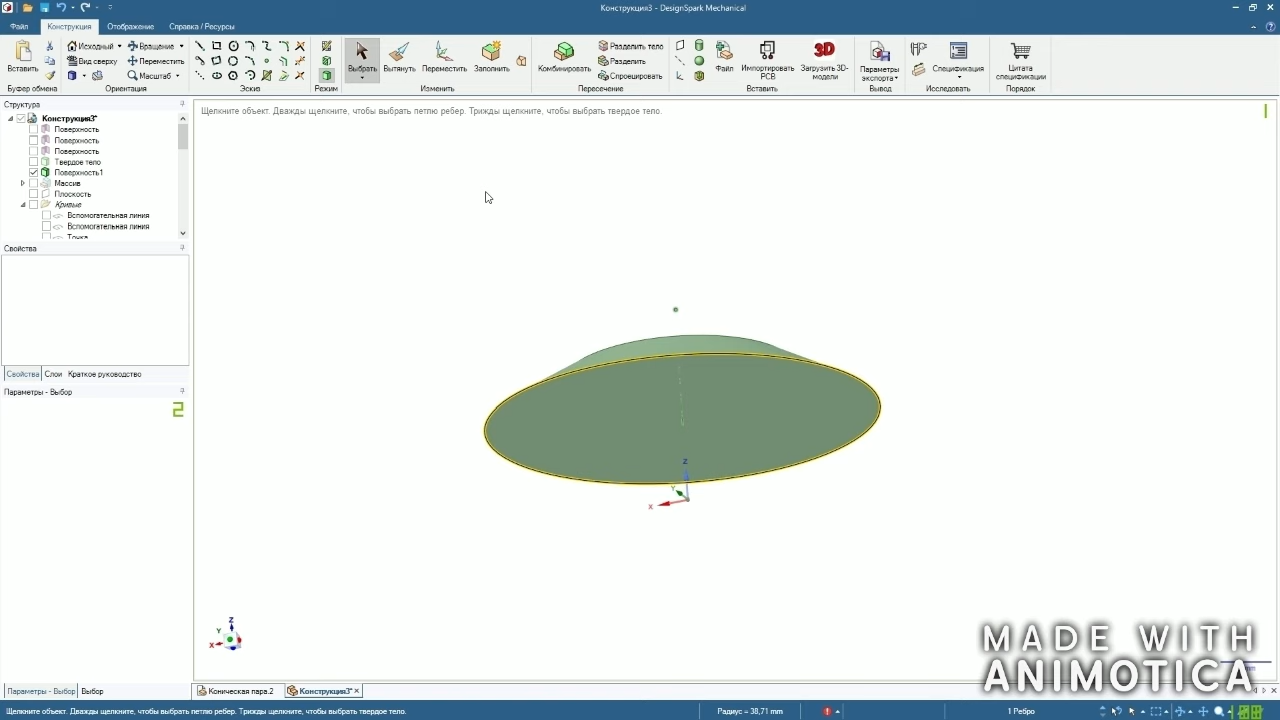 Конструкция3 - DesignSpark Mechanical
Файл Конструкция Отображение Справка / Ресурсы
Вставить
Буфер обмена
Исходный Вращение
Вид сверху Переместить
Масштаб
Ориентация
Эскиз
Режим
Выбрать Вытянуть Переместить Заполнить
Изменить
Комбинировать
Разделить тело
Разделить
Спроецировать
Пересечение
Файл Импортировать PCB Загрузить 3D-модели
3D
Вставить
Параметры экспорта
Вывод
Спецификация
Исследовать
Цитата спецификации
Порядок
Структура
Конструкция3*
Поверхность
Поверхность
Поверхность
Твердое тело
Поверхность1
Массив
Плоскость
Кривые
Вспомогательная линия
Вспомогательная линия
Точка
Свойства
Свойства Слои Краткое руководство
Параметры - Выбор
2
Щелкните объект. Дважды щелкните, чтобы выбрать петлю ребер. Трижды щелкните, чтобы выбрать твердое тело.
Z
Y
X
Z
Y
X
MADE WITH
ANIMOTICA
Параметры - Выбор Выбор
Коническая пара.2 Конструкция3*
Щелкните объект. Дважды щелкните, чтобы выбрать петлю ребер. Трижды щелкните, чтобы выбрать твердое тело.
Радиус = 38,71 mm
1 Ребро